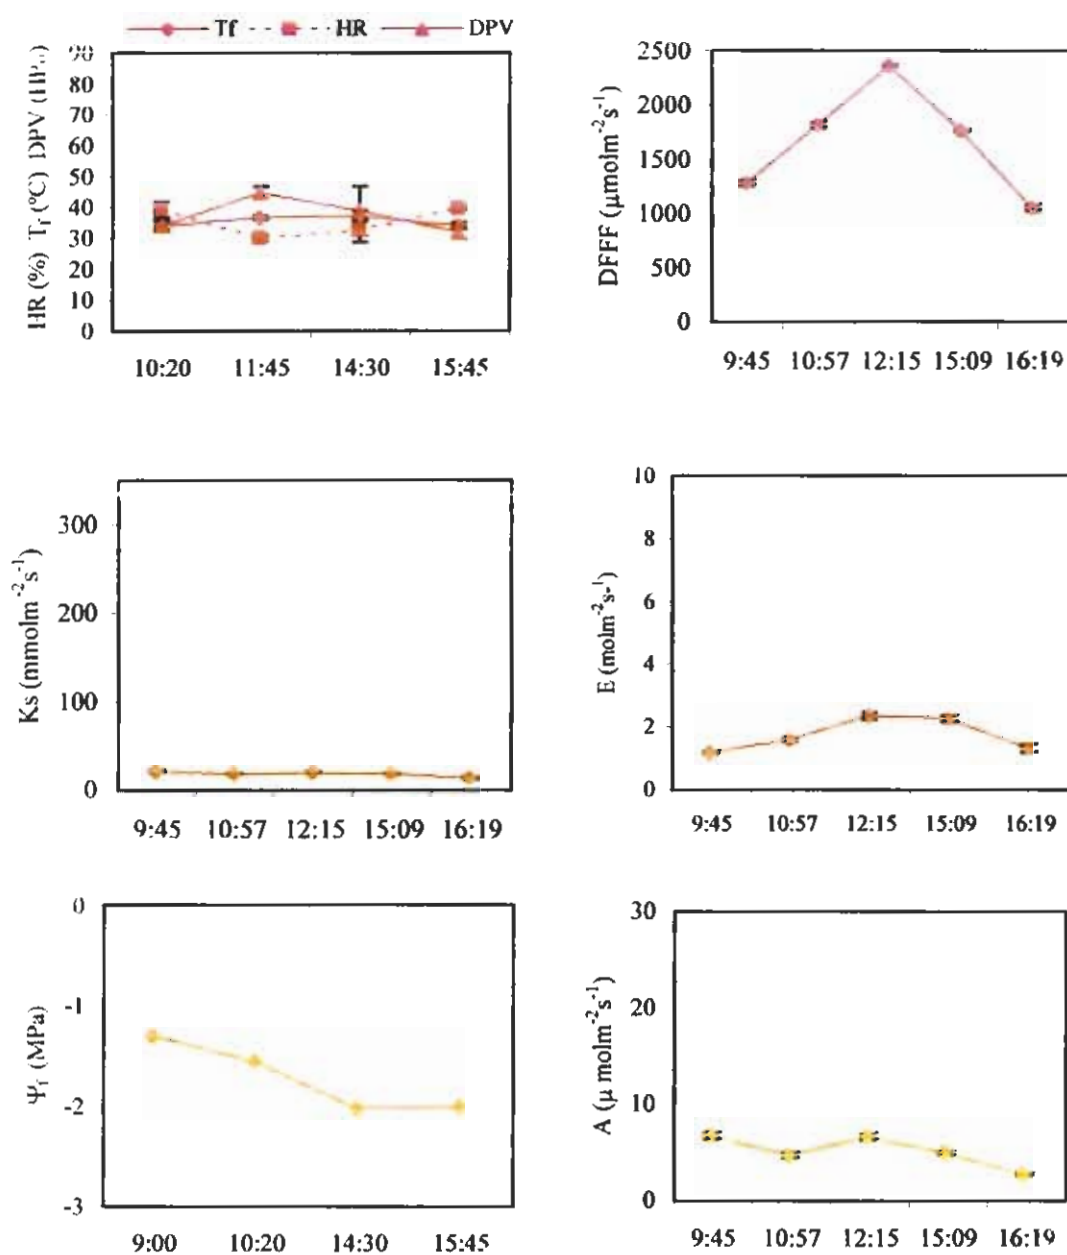 Tf HR DPV
HR (%) Tf (ºC) DPV (HPa)
90
80
70
60
50
40
30
20
10
0
10:20 11:45 14:30 15:45
DFFF (µmolm⁻²s⁻¹)
2500
2000
1500
1000
500
0
9:45 10:57 12:15 15:09 16:19
Ks (mmolm⁻²s⁻¹)
300
200
100
0
9:45 10:57 12:15 15:09 16:19
E (molm⁻²s-¹)
10
8
6
4
2
0
9:45 10:57 12:15 15:09 16:19
Ψf (MPa)
0
-1
-2
-3
9:00 10:20 14:30 15:45
A (µ molm⁻²s⁻¹)
30
20
10
0
9:45 10:57 12:15 15:09 16:19